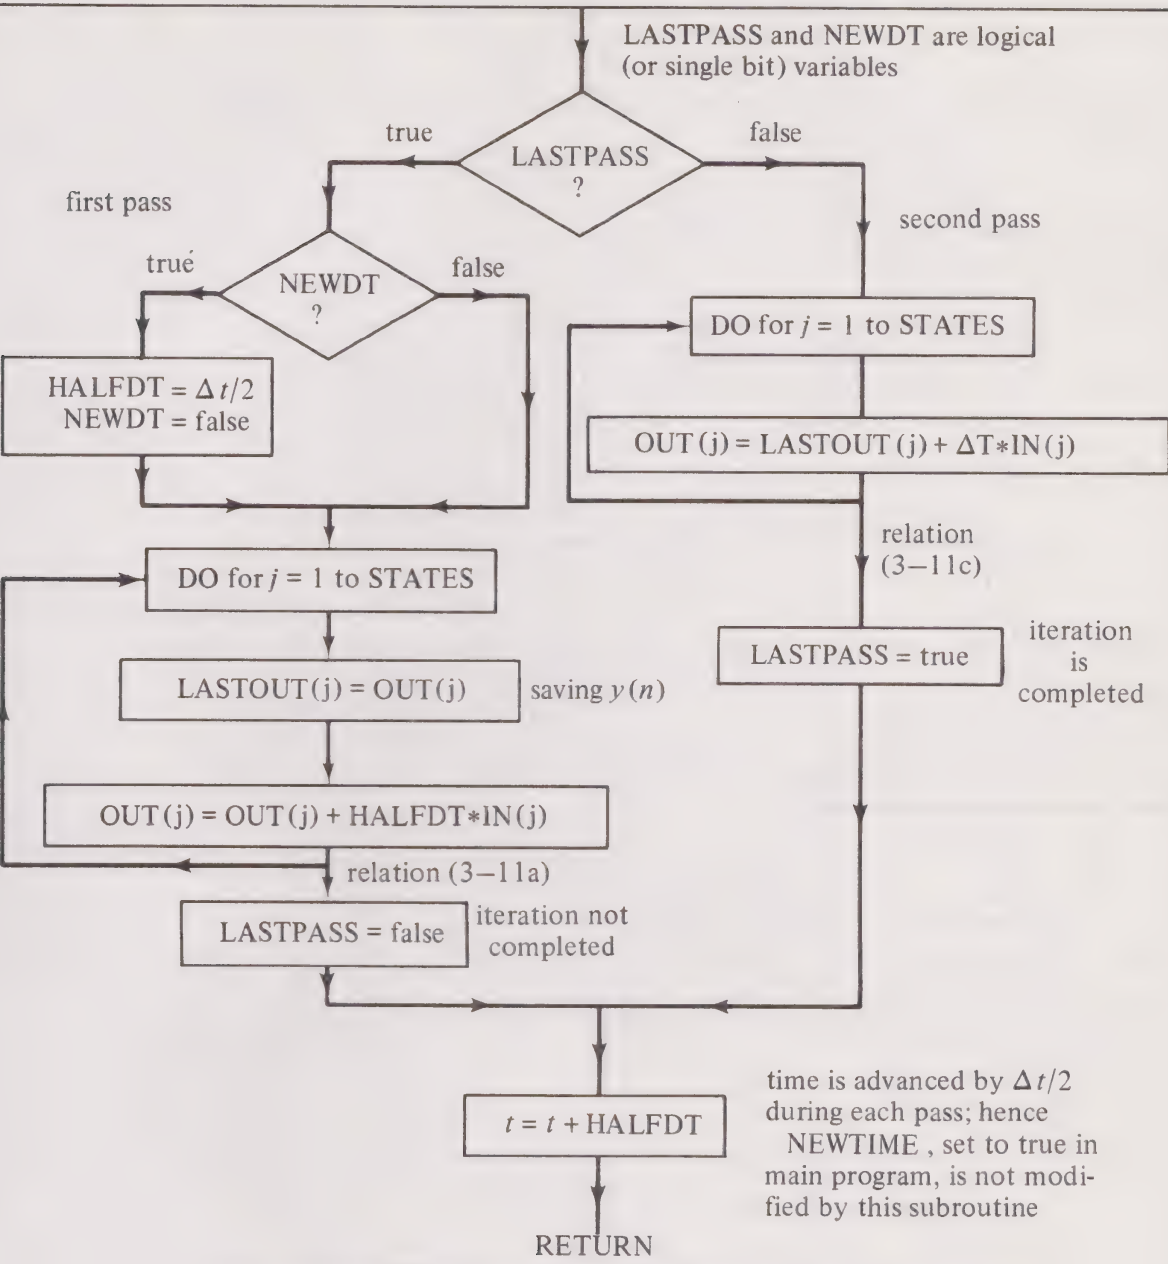 LASTPASS and NEWDT are logical
(or single bit) variables
LASTPASS
?
true
false
first pass
second pass
NEWDT
?
true
false
HALFDT = Δt/2
NEWDT = false
DO for j = 1 to STATES
OUT(j) = LASTOUT(j) + ΔT*IN(j)
relation
(3–11c)
LASTPASS = true
iteration
is
completed
DO for j = 1 to STATES
LASTOUT(j) = OUT(j)
saving y(n)
OUT(j) = OUT(j) + HALFDT*IN(j)
relation (3–11a)
LASTPASS = false
iteration not
completed
t = t + HALFDT
time is advanced by Δt/2
during each pass; hence
NEWTIME , set to true in
main program, is not modi-
fied by this subroutine
RETURN